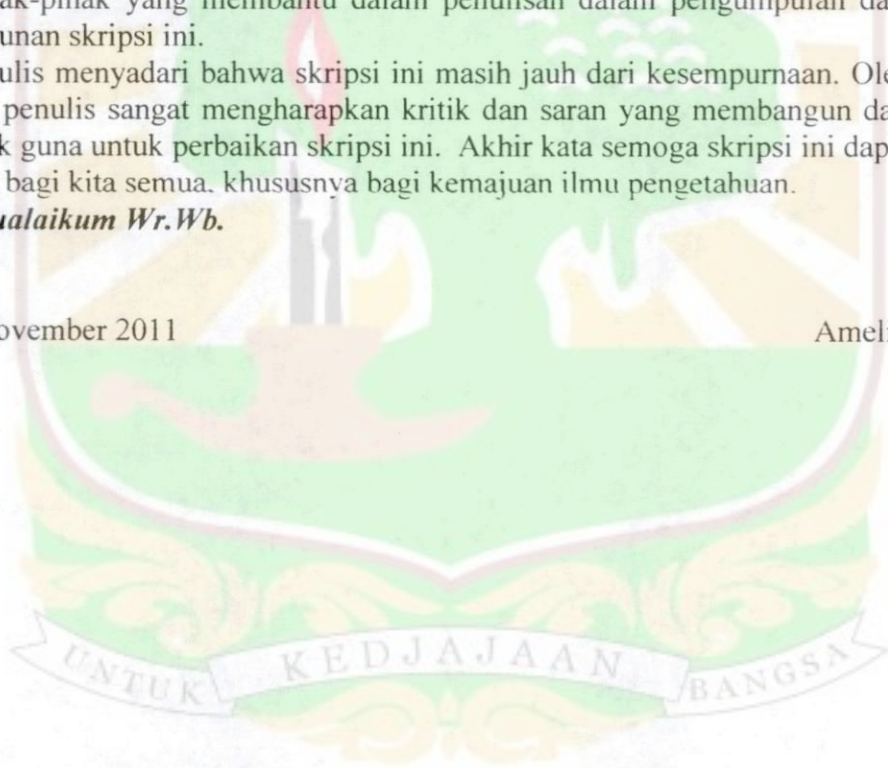 ak-pihak yang membantu dalam penulisan dalam pengumpulan da
unan skripsi ini.
ulis menyadari bahwa skripsi ini masih jauh dari kesempurnaan. Ole
penulis sangat mengharapkan kritik dan saran yang membangun da
k guna untuk perbaikan skripsi ini. Akhir kata semoga skripsi ini dap
bagi kita semua, khususnya bagi kemajuan ilmu pengetahuan.
ualaikum Wr.Wb.
ovember 2011 Ameli
UNTUK KEDJAJAAN BANGSA